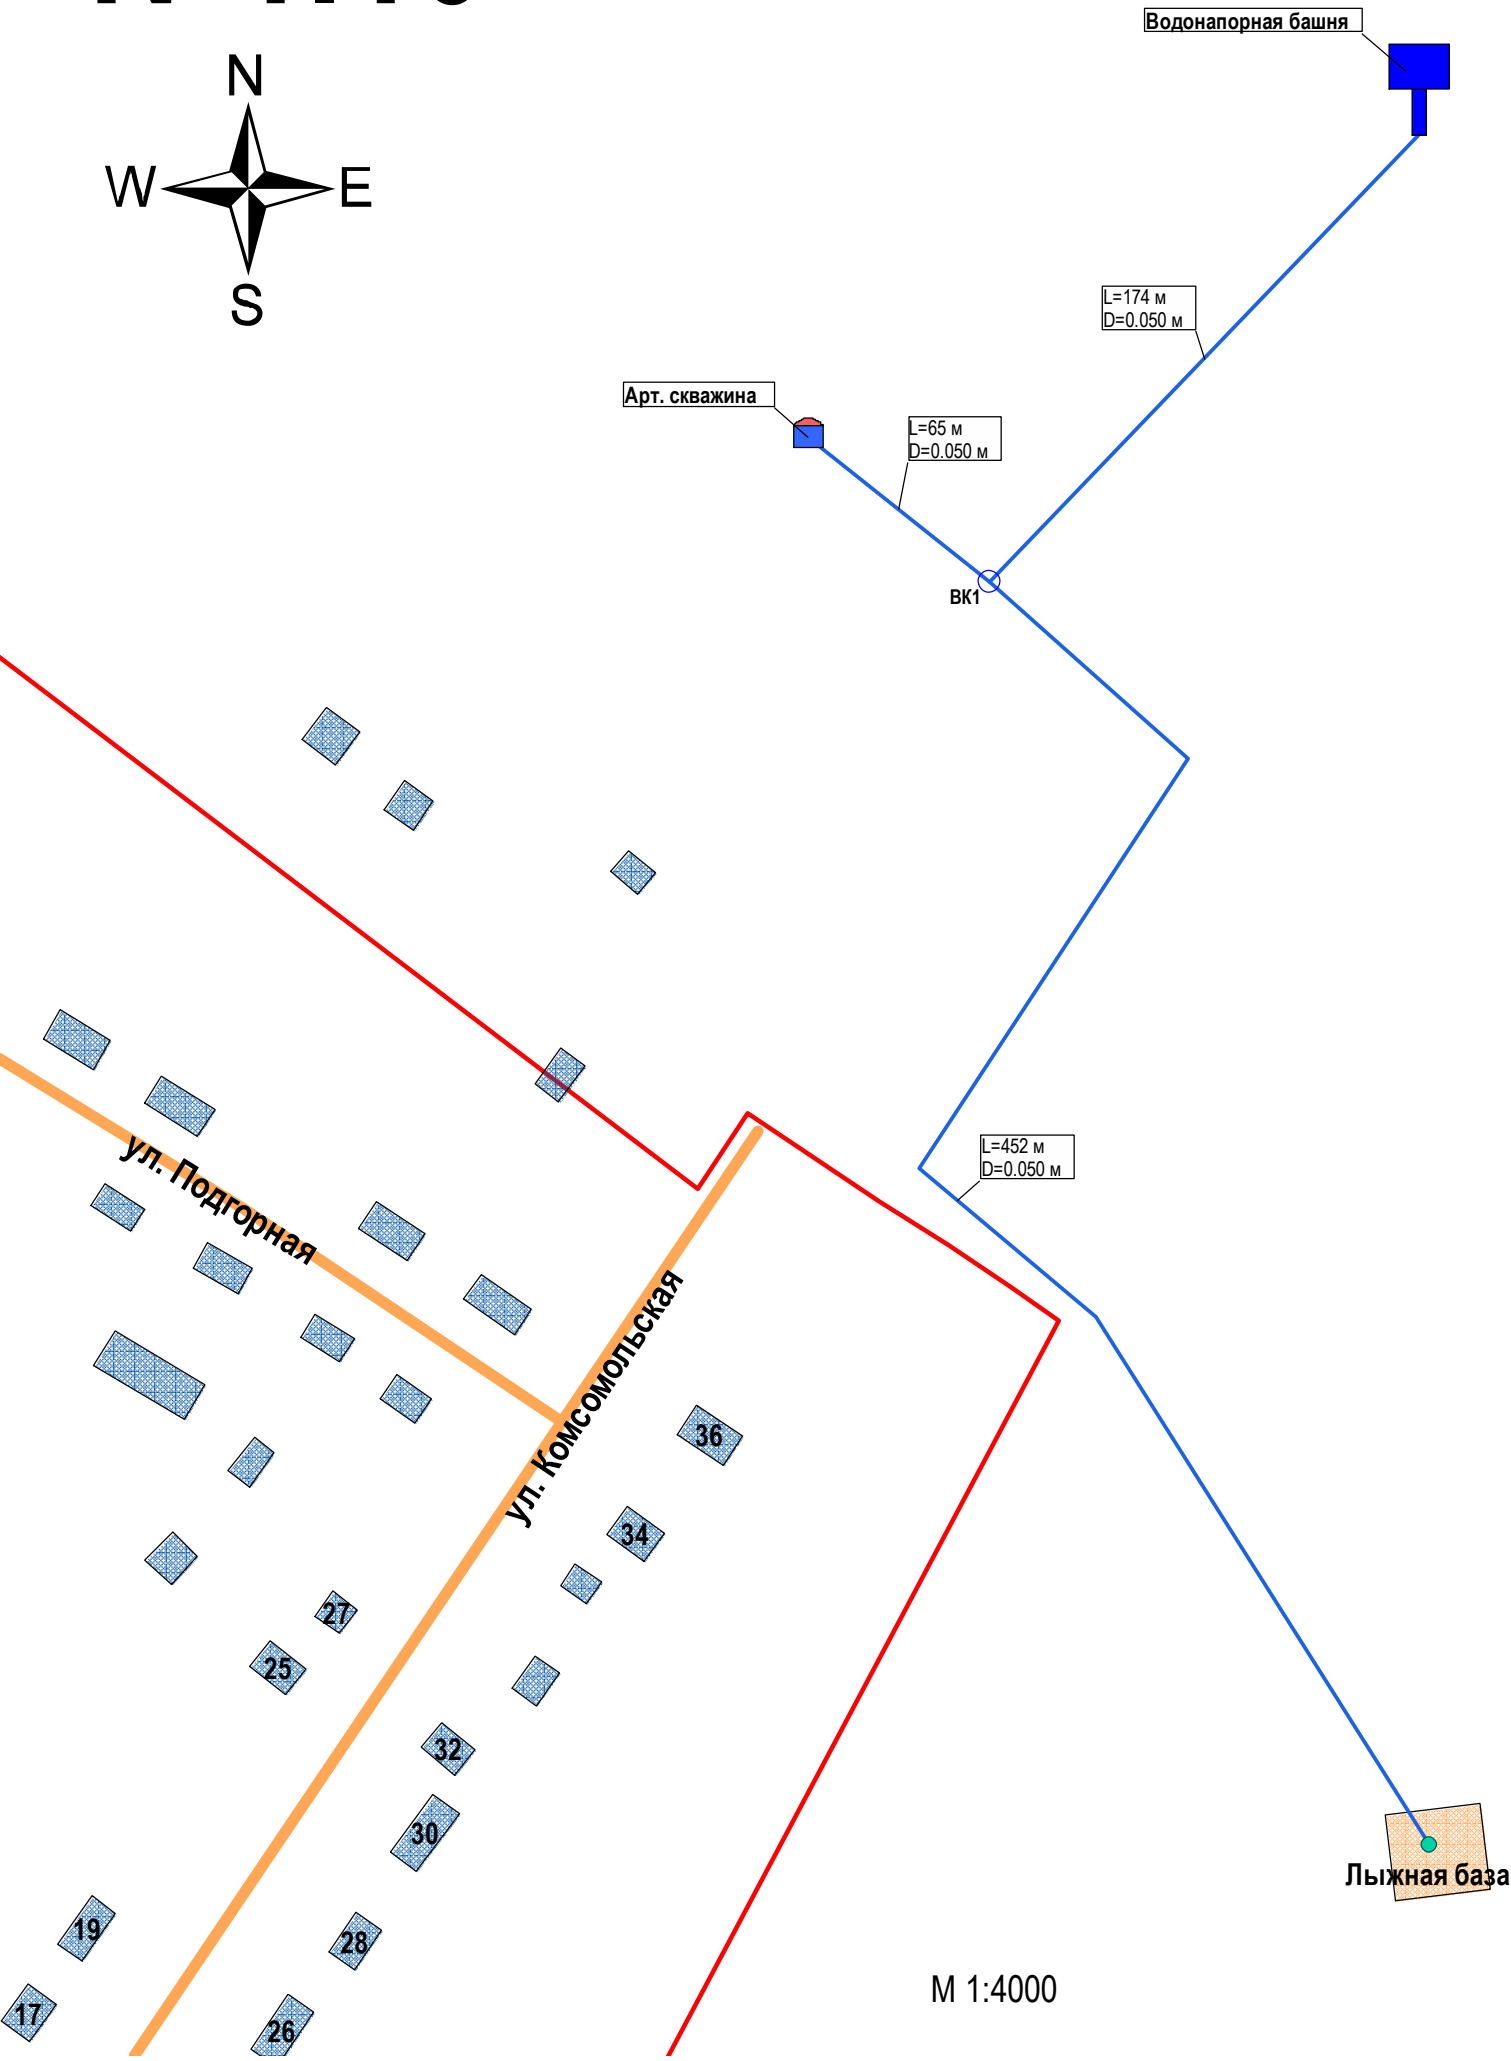 Водонапорная башня
N
W
E
S
L=174 м
D=0.050 м
Арт. скважина
L=65 м
D=0.050 м
ВК1
L=452 м
D=0.050 м
ул. Подгорная
ул. Комсомольская
36
34
27
25
32
30
19
28
17
26
Лыжная база
М 1:4000